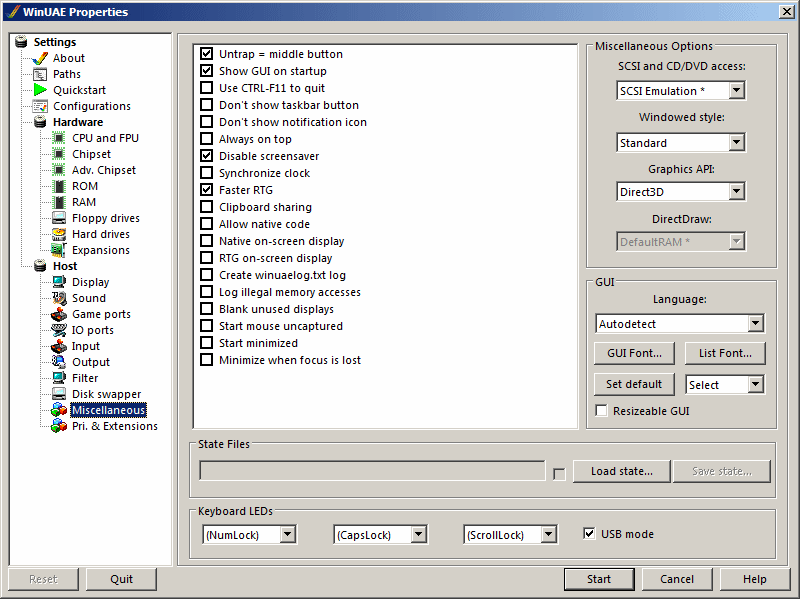 WinUAE Properties
Settings
About
Paths
Quickstart
Configurations
Hardware
CPU and FPU
Chipset
Adv. Chipset
ROM
RAM
Floppy drives
Hard drives
Expansions
Host
Display
Sound
Game ports
IO ports
Input
Output
Filter
Disk swapper
Miscellaneous
Pri. & Extensions
Untrap = middle button
Show GUI on startup
Use CTRL-F11 to quit
Don't show taskbar button
Don't show notification icon
Always on top
Disable screensaver
Synchronize clock
Faster RTG
Clipboard sharing
Allow native code
Native on-screen display
RTG on-screen display
Create winuaelog.txt log
Log illegal memory accesses
Blank unused displays
Start mouse uncaptured
Start minimized
Minimize when focus is lost
Miscellaneous Options
SCSI and CD/DVD access:
SCSI Emulation *
Windowed style:
Standard
Graphics API:
Direct3D
DirectDraw:
DefaultRAM *
GUI
Language:
Autodetect
GUI Font... List Font...
Set default Select
Resizeable GUI
State Files
Load state... Save state...
Keyboard LEDs
(NumLock) (CapsLock) (ScrollLock) USB mode
Reset Quit Start Cancel Help